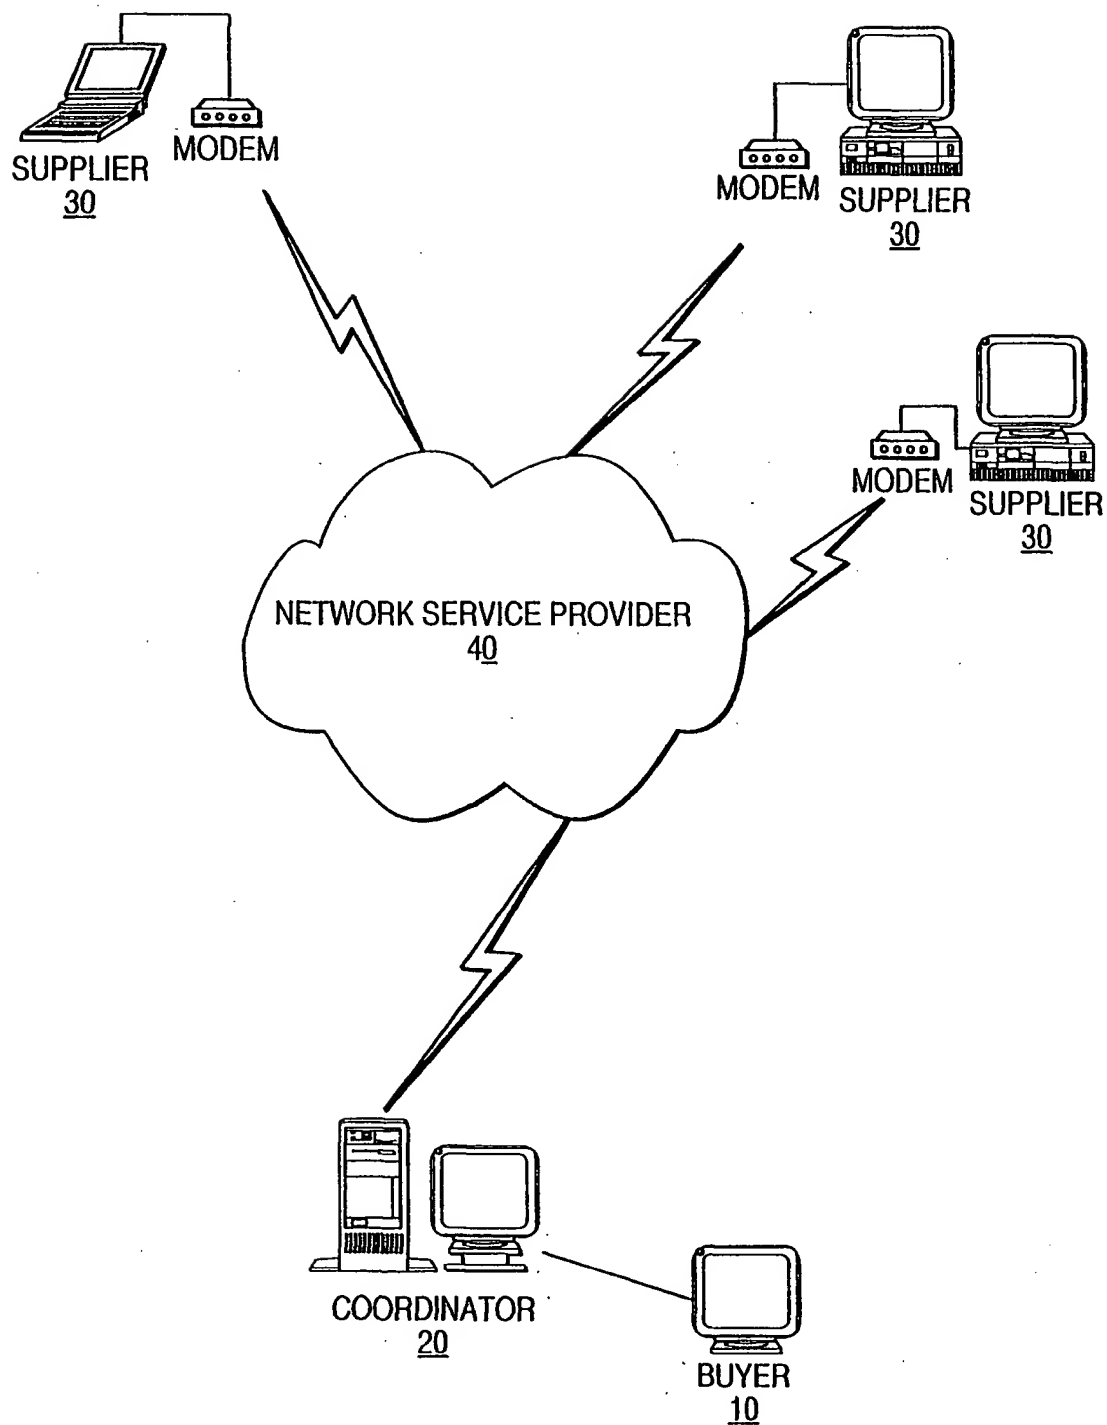 MODEM
SUPPLIER
30
MODEM
SUPPLIER
30
MODEM
SUPPLIER
30
NETWORK SERVICE PROVIDER
40
COORDINATOR
20
BUYER
10